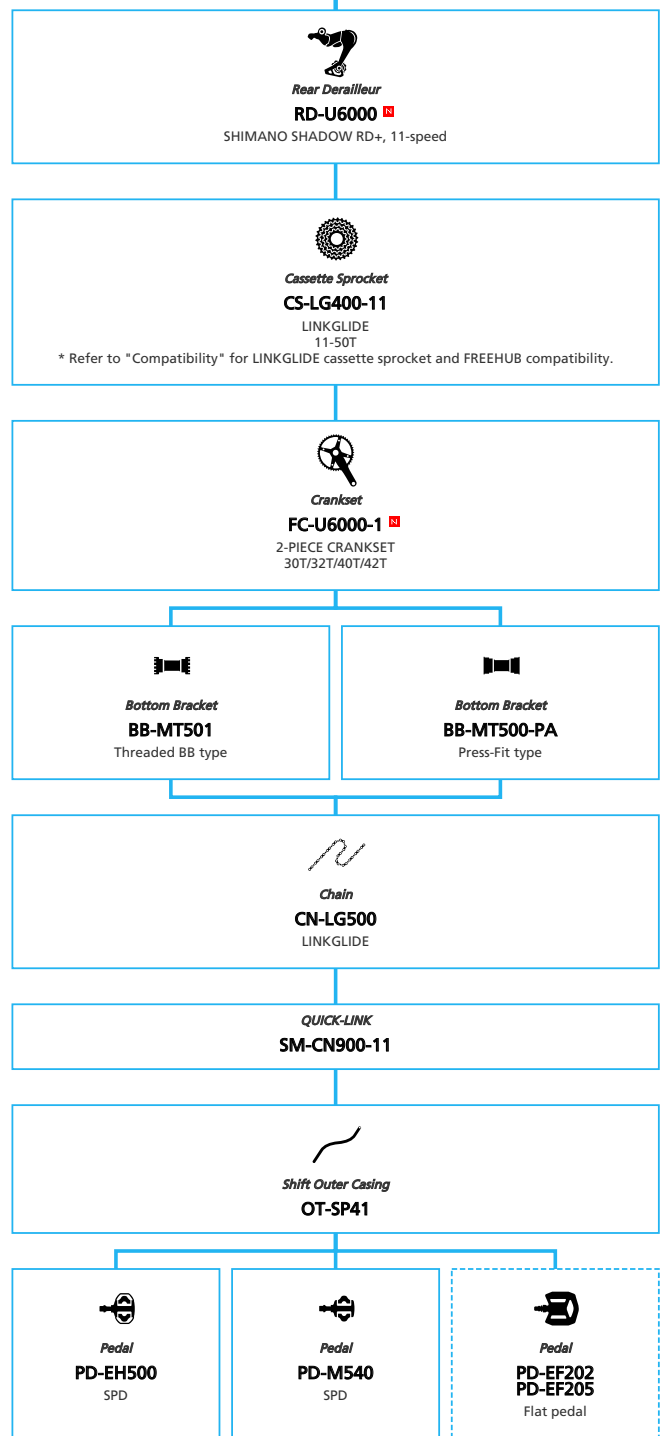 Rear Derailleur
RD-U6000 N
SHIMANO SHADOW RD+, 11-speed
Cassette Sprocket
CS-LG400-11
LINKGLIDE
11-50T
* Refer to "Compatibility" for LINKGLIDE cassette sprocket and FREEHUB compatibility.
Crankset
FC-U6000-1 N
2-PIECE CRANKSET
30T/32T/40T/42T
Bottom Bracket
BB-MT501
Threaded BB type
Bottom Bracket
BB-MT500-PA
Press-Fit type
Chain
CN-LG500
LINKGLIDE
QUICK-LINK
SM-CN900-11
Shift Outer Casing
OT-SP41
Pedal
PD-EH500
SPD
Pedal
PD-M540
SPD
Pedal
PD-EF202
PD-EF205
Flat pedal